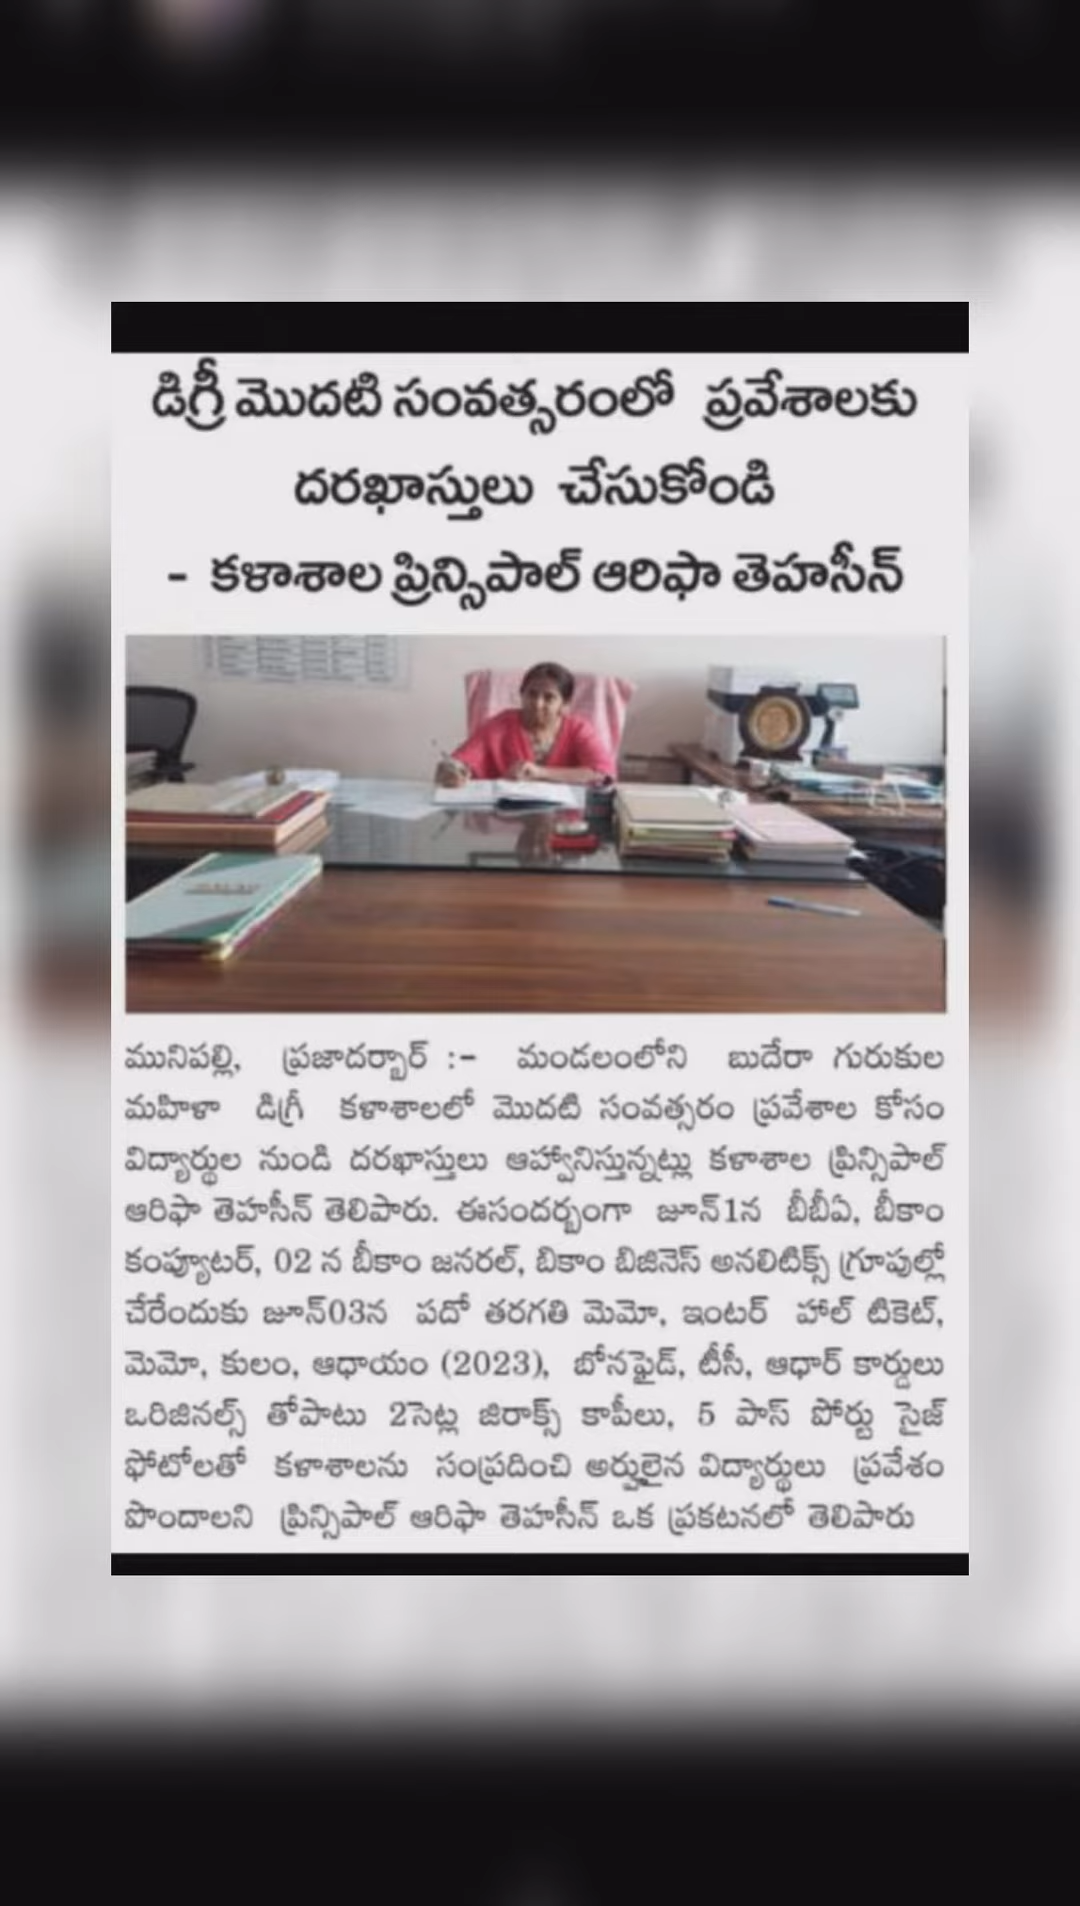 డిగ్రీ మొదటి సంవత్సరంలో ప్రవేశాలకు
దరఖాస్తులు చేసుకోండి
- కళాశాల ప్రిన్సిపాల్ ఆరిఫా తెహసీన్
మునిపల్లి, ప్రజాదర్బార్ :- మండలంలోని బుదేరా గురుకుల
మహిళా డిగ్రీ కళాశాలలో మొదటి సంవత్సరం ప్రవేశాల కోసం
విద్యార్థుల నుండి దరఖాస్తులు ఆహ్వానిస్తున్నట్లు కళాశాల ప్రిన్సిపాల్
ఆరిఫా తెహసీన్ తెలిపారు. ఈసందర్భంగా జూన్1న బీబీఏ, బీకాం
కంప్యూటర్, 02 న బీకాం జనరల్, బికాం బిజినెస్ అనలిటిక్స్ గ్రూపుల్లో
చేరేందుకు జూన్03న పదో తరగతి మెమో, ఇంటర్ హాల్ టికెట్,
మెమో, కులం, ఆధాయం (2023), బోనఫైడ్, టీసీ, ఆధార్ కార్డులు
ఒరిజినల్స్ తోపాటు 2సెట్ల జిరాక్స్ కాపీలు, 5 పాస్ పోర్టు సైజ్
ఫోటోలతో కళాశాలను సంప్రదించి అర్హులైన విద్యార్థులు ప్రవేశం
పొందాలని ప్రిన్సిపాల్ ఆరిఫా తెహసీన్ ఒక ప్రకటనలో తెలిపారు